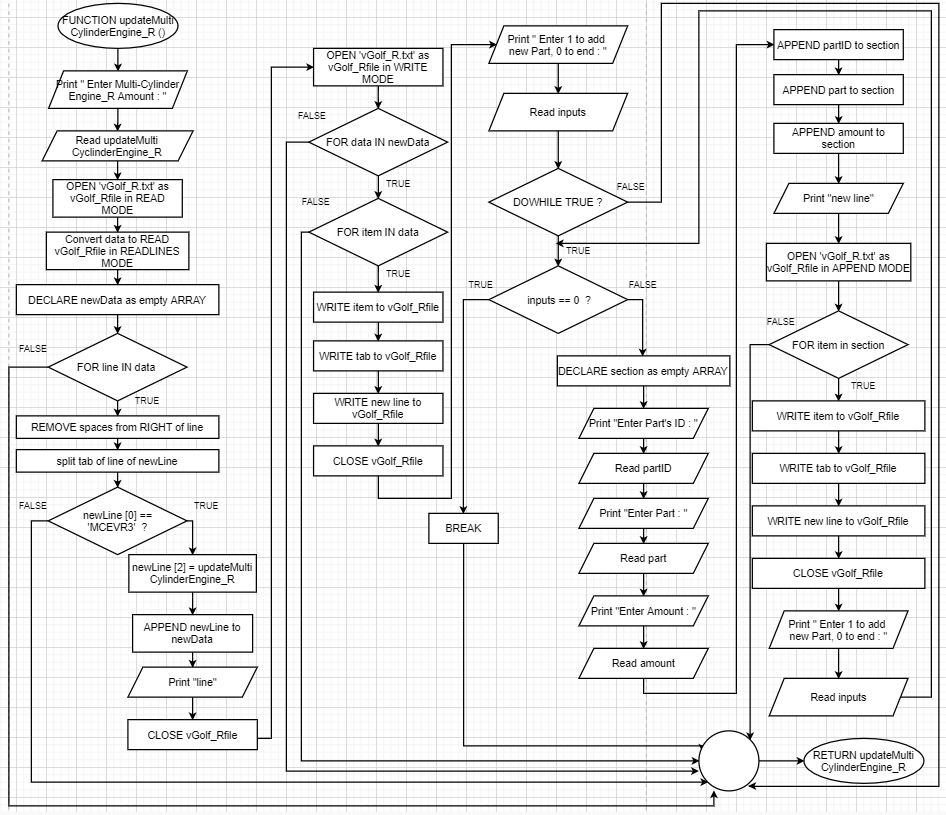 FUNCTION updateMulti
CylinderEngine_R ()
Print " Enter Multi-Cylinder
Engine_R Amount : "
Read updateMulti
CyclinderEngine_R
OPEN 'vGolf_R.txt' as
vGolf_Rfile in READ
MODE
Convert data to READ
vGolf_Rfile in READLINES
MODE
DECLARE newData as empty ARRAY
FALSE
FOR line IN data
TRUE
REMOVE spaces from RIGHT of line
split tab of line of newLine
FALSE
newLine [0] ==
'MCEVR3' ?
TRUE
newLine [2] = updateMulti
CylinderEngine_R
APPEND newLine to
newData
Print "line"
CLOSE vGolf_Rfile
OPEN 'vGolf_R.txt' as
vGolf_Rfile in WRITE
MODE
FALSE
FOR data IN newData
TRUE
FALSE
FOR item IN data
TRUE
WRITE item to vGolf_Rfile
WRITE tab to vGolf_Rfile
WRITE new line to
vGolf_Rfile
CLOSE vGolf_Rfile
Print " Enter 1 to add
new Part, 0 to end : "
Read inputs
DOWHILE TRUE ?
FALSE
TRUE
TRUE
inputs == 0 ?
FALSE
BREAK
DECLARE section as empty ARRAY
Print "Enter Part's ID : "
Read partID
Print "Enter Part : "
Read part
Print "Enter Amount : "
Read amount
APPEND partID to section
APPEND part to section
APPEND amount to
section
Print "new line"
OPEN 'vGolf_R.txt' as
vGolf_Rfile in APPEND MODE
FALSE
FOR item in section
TRUE
WRITE item to vGolf_Rfile
WRITE tab to vGolf_Rfile
WRITE new line to vGolf_Rfile
CLOSE vGolf_Rfile
Print " Enter 1 to add
new Part, 0 to end : "
Read inputs
RETURN updateMulti
CylinderEngine_R